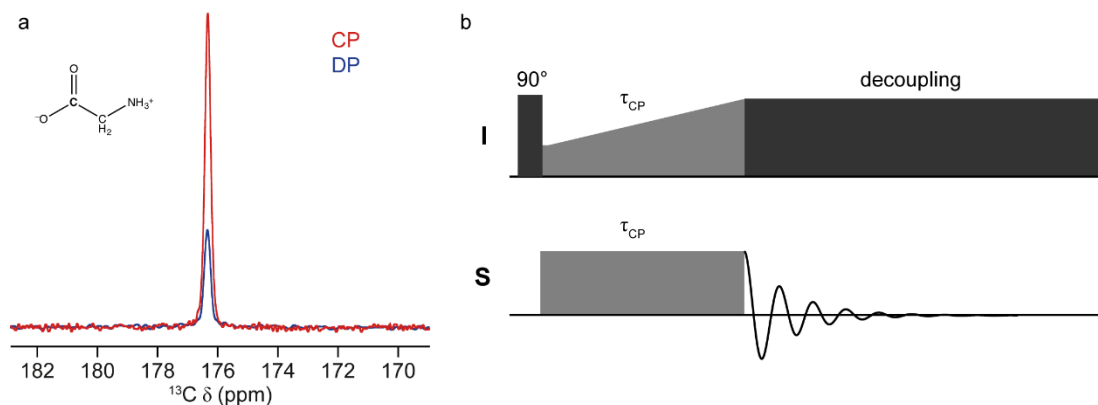 a
CP
DP
O
⁻O
C
C
H₂
NH₃⁺
182 180 178 176 174 172 170
¹³C δ (ppm)
b
90°
τCP
decoupling
I
τCP
S